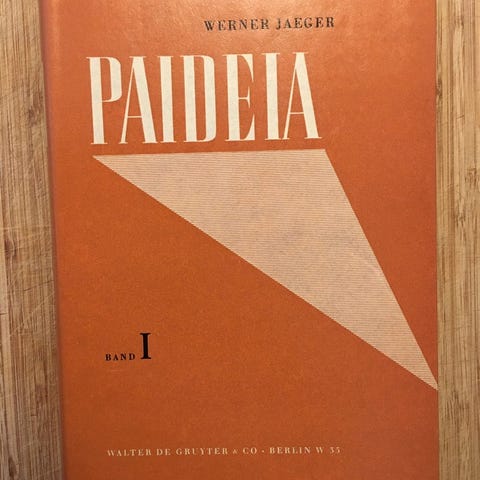 WERNER JAEGER
PAIDEIA
BAND I
WALTER DE GRUYTER & CO · BERLIN W 35